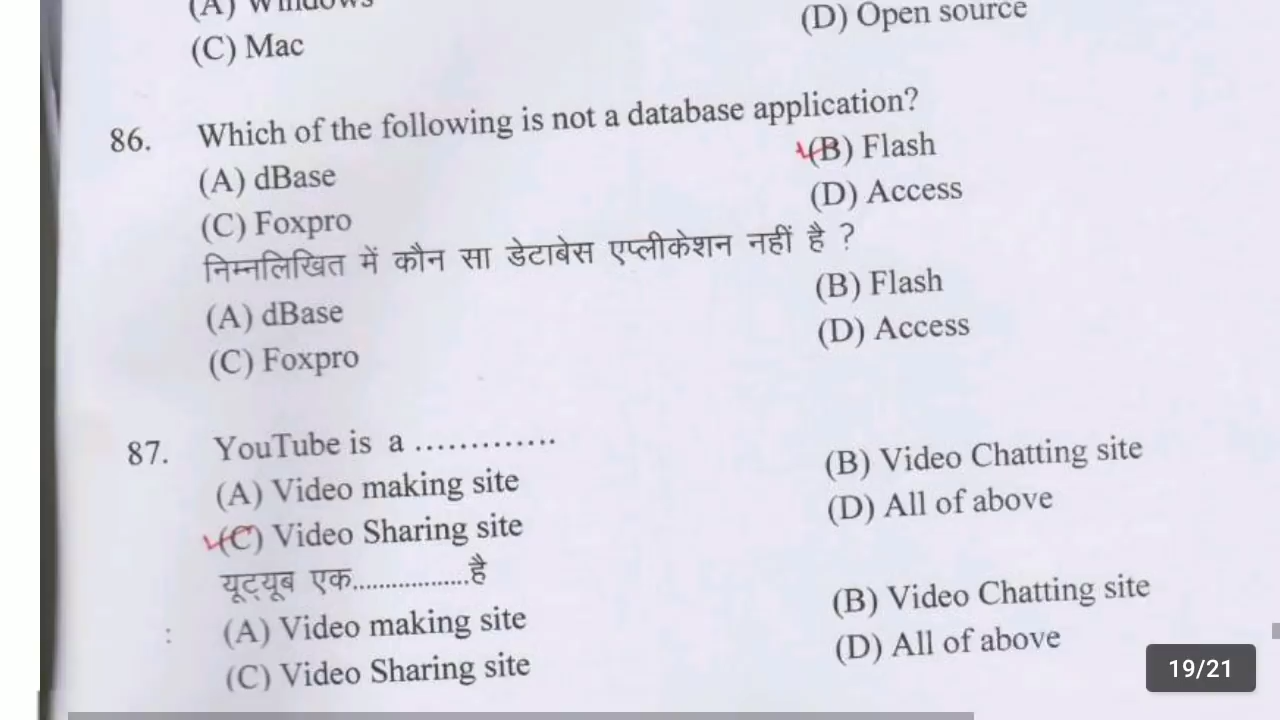 (A) Windows
(D) Open source
(C) Mac
86. Which of the following is not a database application?
(A) dBase (B) Flash
(C) Foxpro (D) Access
निम्नलिखित में कौन सा डेटाबेस एप्लीकेशन नहीं है ?
(A) dBase (B) Flash
(C) Foxpro (D) Access
87. YouTube is a .............
(A) Video making site (B) Video Chatting site
(C) Video Sharing site (D) All of above
यूट्यूब एक..................है
: (A) Video making site (B) Video Chatting site
(C) Video Sharing site (D) All of above
19/21